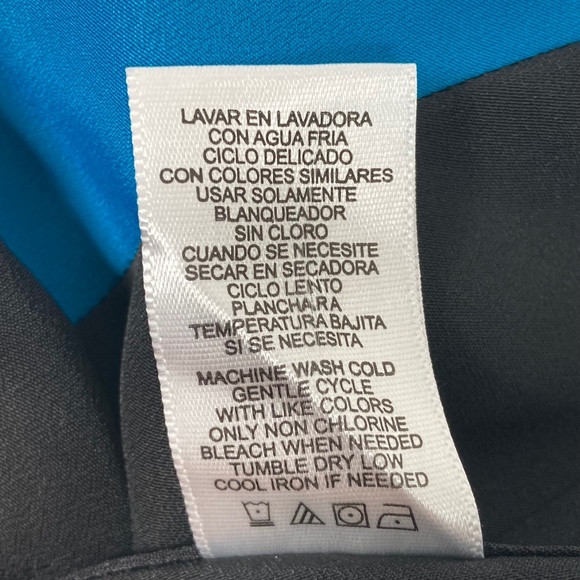 LAVAR EN LAVADORA
CON AGUA FRIA
CICLO DELICADO
CON COLORES SIMILARES
USAR SOLAMENTE
BLANQUEADOR
SIN CLORO
CUANDO SE NECESITE
SECAR EN SECADORA
CICLO LENTO
PLANCHARA
TEMPERATURA BAJITA
SI SE NECESITA
MACHINE WASH COLD
GENTLE CYCLE
WITH LIKE COLORS
ONLY NON CHLORINE
BLEACH WHEN NEEDED
TUMBLE DRY LOW
COOL IRON IF NEEDED